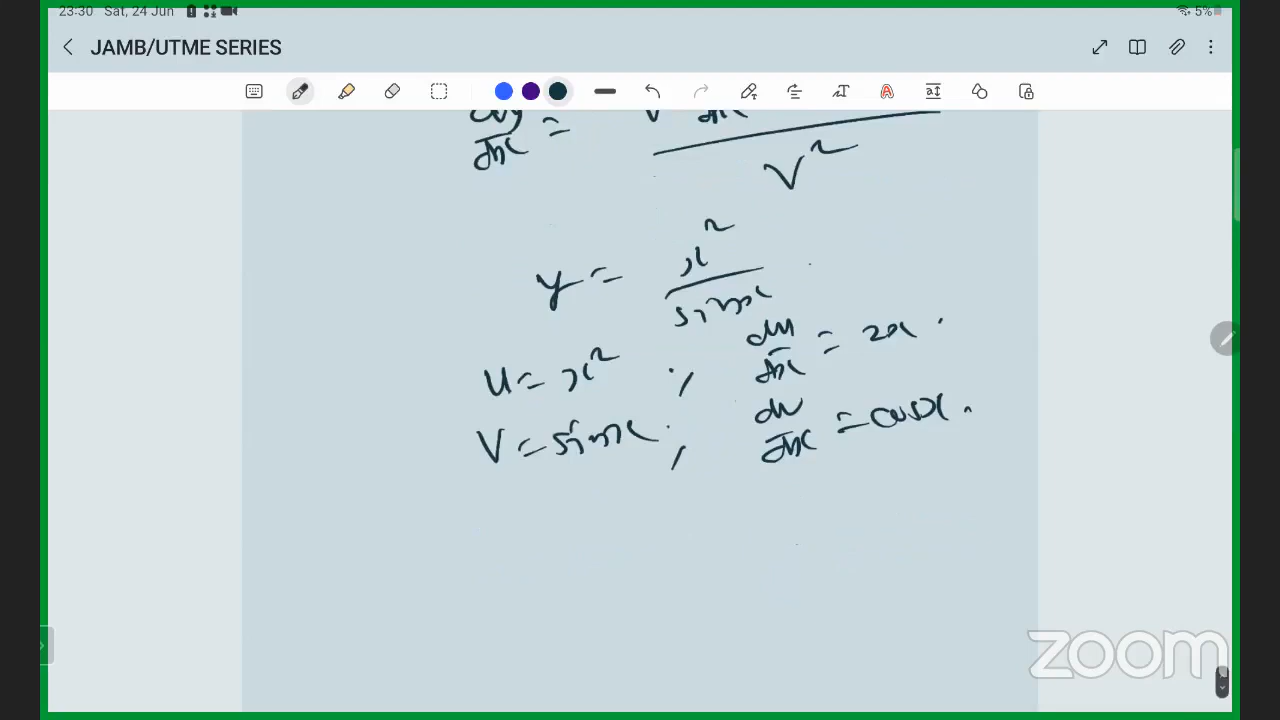 23:30 Sat, 24 Jun 5%
JAMB/UTME SERIES
dy/dx =
V²
y = x²/sinx
u = x² ; du/dx = 2x.
V = sinx ; dv/dx = cosx.
zoom